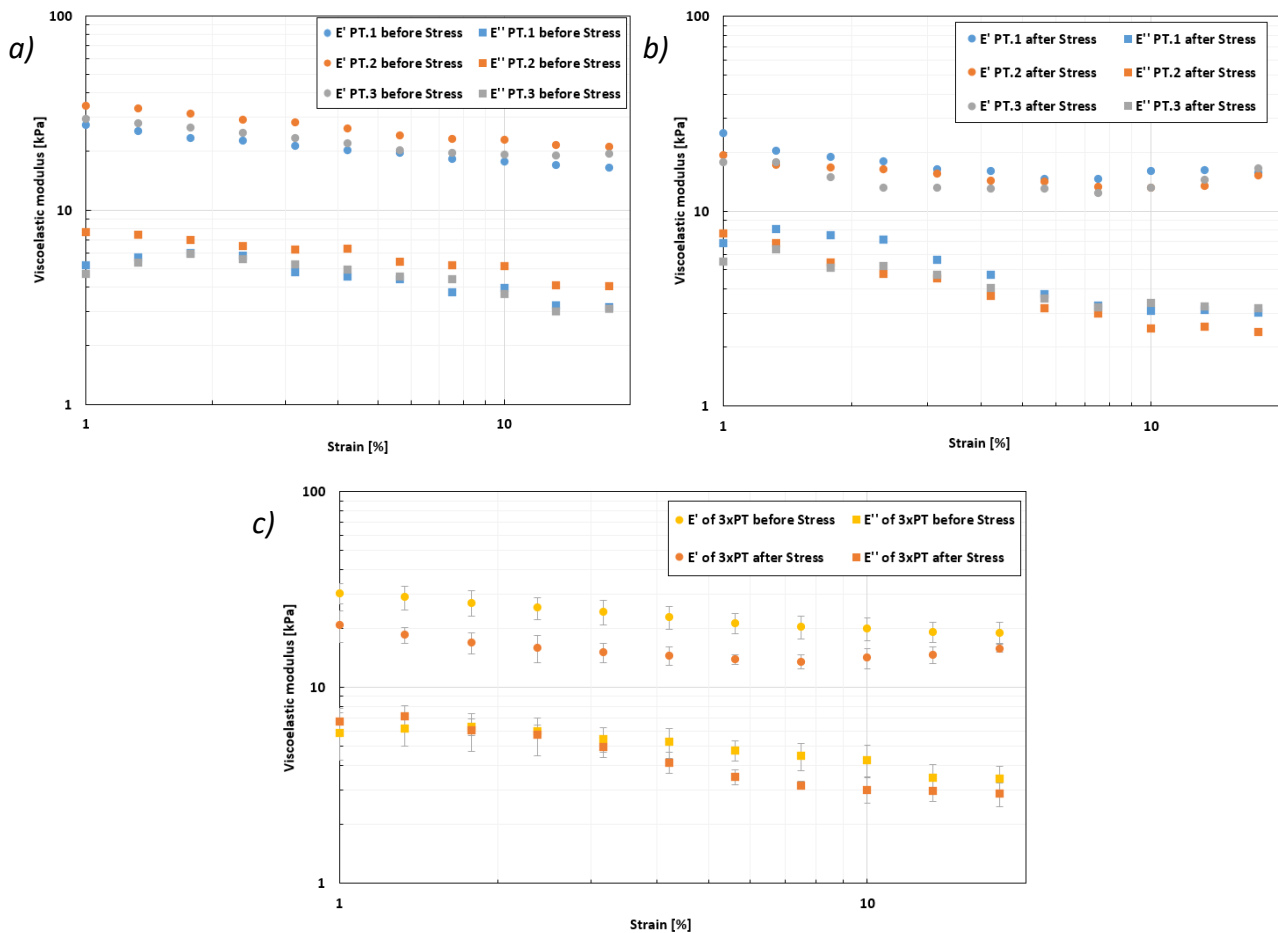 a)
100
10
1
Viscoelastic modulus [kPa]
E' PT.1 before Stress
E'' PT.1 before Stress
E' PT.2 before Stress
E'' PT.2 before Stress
E' PT.3 before Stress
E'' PT.3 before Stress
1
10
Strain [%]
b)
100
10
1
Viscoelastic modulus [kPa]
E' PT.1 after Stress
E'' PT.1 after Stress
E' PT.2 after Stress
E'' PT.2 after Stress
E' PT.3 after Stress
E'' PT.3 after Stress
1
10
Strain [%]
c)
100
10
1
Viscoelastic modulus [kPa]
E' of 3xPT before Stress
E'' of 3xPT before Stress
E' of 3xPT after Stress
E'' of 3xPT after Stress
1
10
Strain [%]